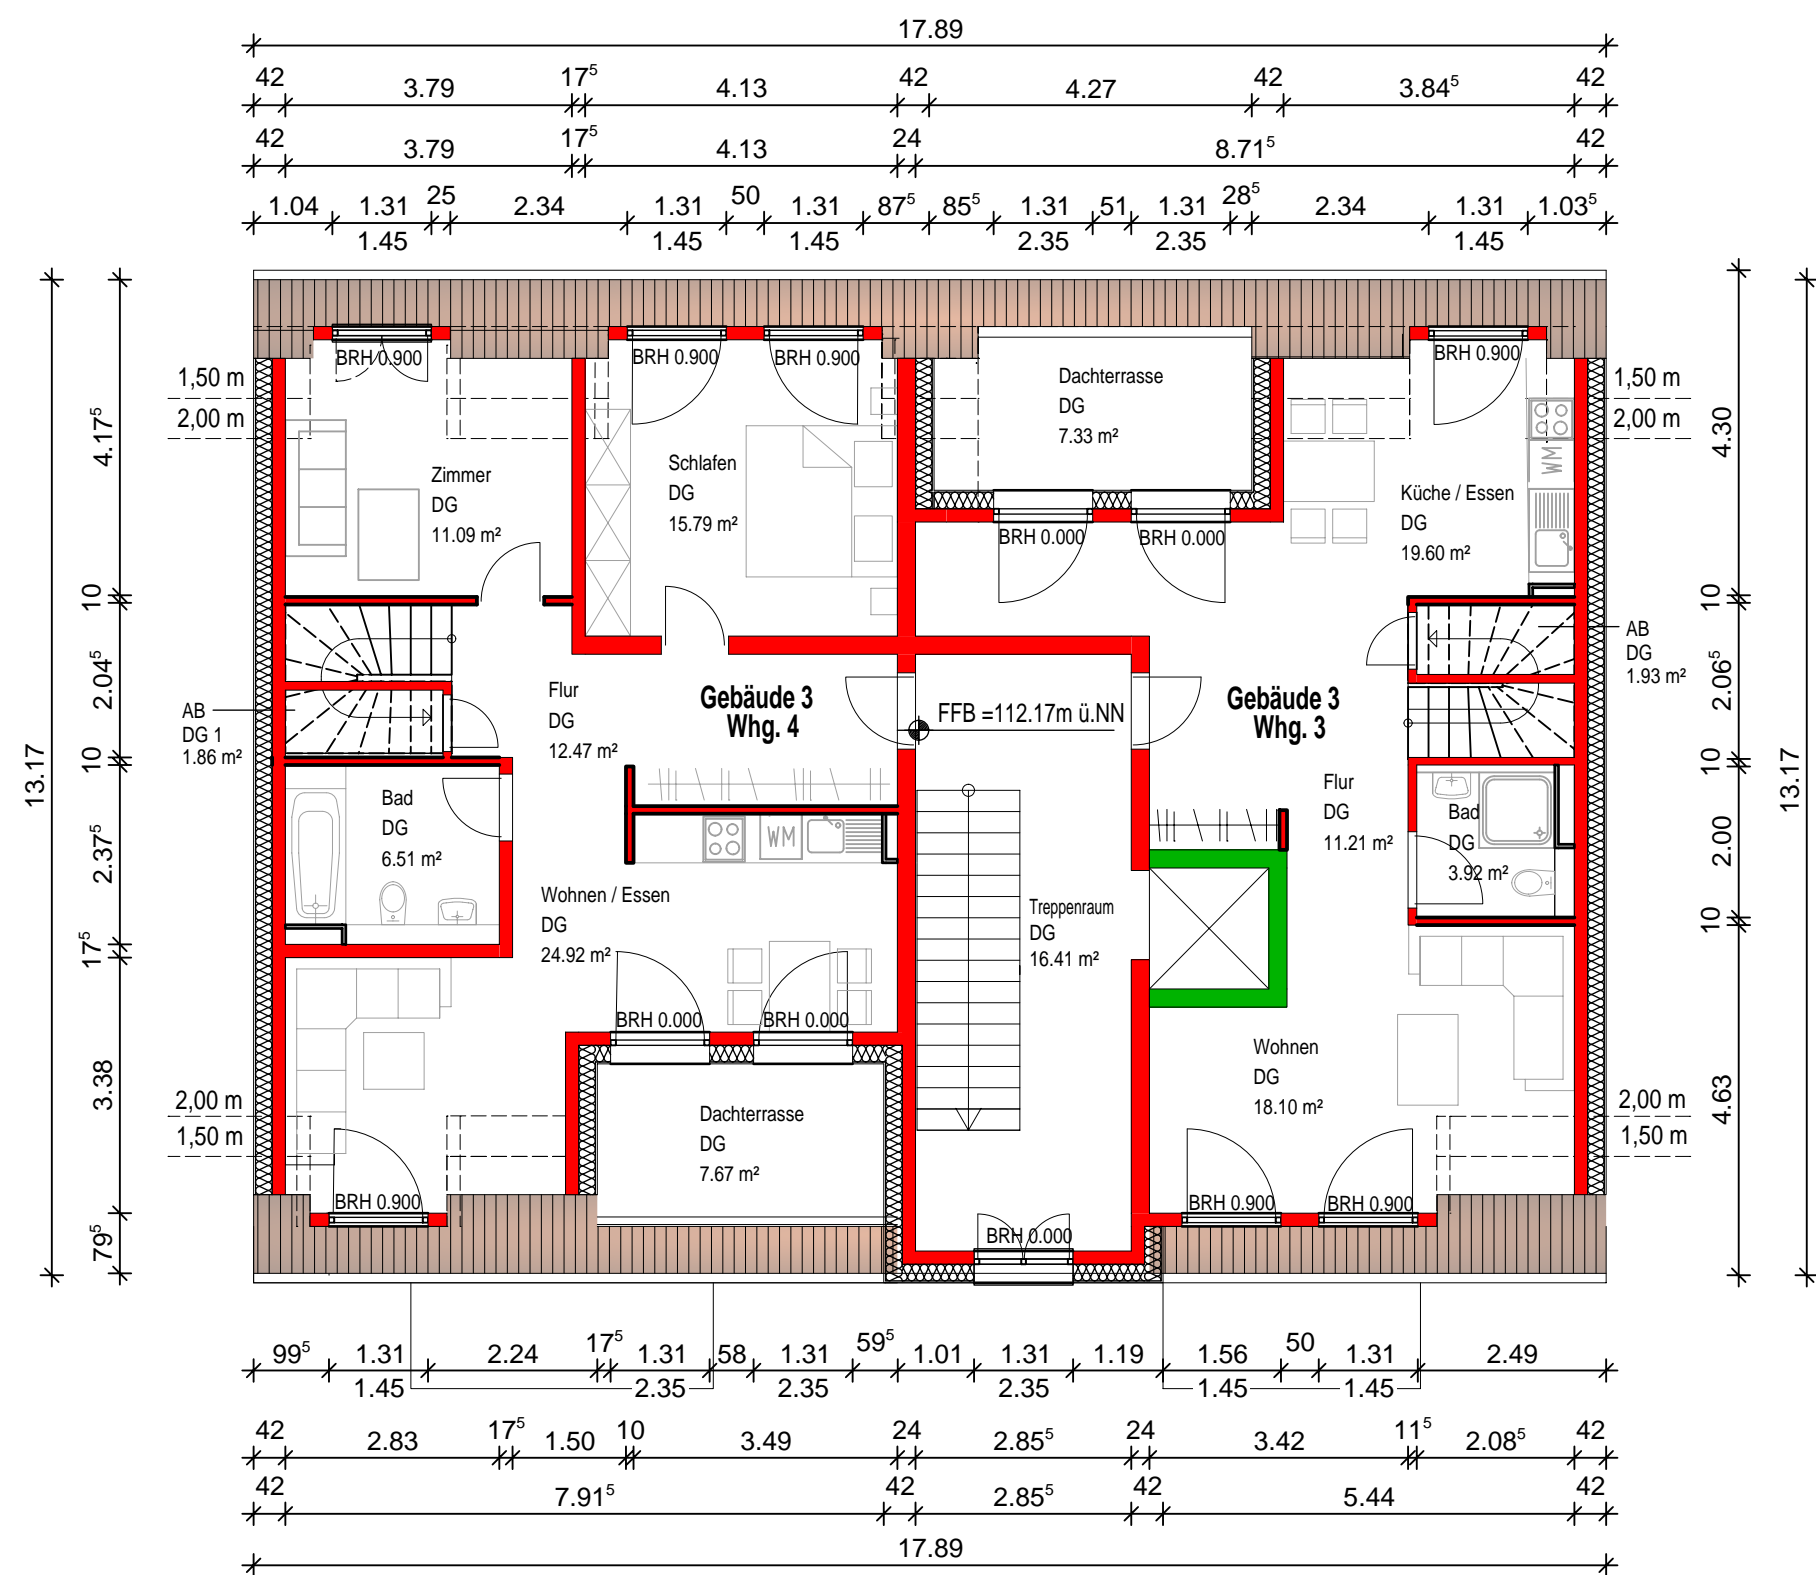 17.89
42 3.79 17⁵ 4.13 42 4.27 42 3.84⁵ 42
42 3.79 17⁵ 4.13 24 8.71⁵ 42
1.04 1.31 25 2.34 1.31 50 1.31 87⁵ 85⁵ 1.31 51 1.31 28⁵ 2.34 1.31 1.03⁵
1.45 1.45 1.45 2.35 2.35 1.45
BRH 0.900
BRH 0.900
BRH 0.900
BRH 0.900
1,50 m
2,00 m
1,50 m
2,00 m
Dachterrasse
DG
7.33 m²
Zimmer
DG
11.09 m²
Schlafen
DG
15.79 m²
Küche / Essen
DG
19.60 m²
WM
BRH 0.000
BRH 0.000
13.17
4.17⁵
10
2.04⁵
10
2.37⁵
17⁵
3.38
79⁵
4.30
10
2.06⁵
10
2.00
10
4.63
13.17
AB
DG
1.93 m²
AB
DG 1
1.86 m²
Flur
DG
12.47 m²
Gebäude 3
Whg. 4
FFB =112.17m ü.NN
Gebäude 3
Whg. 3
Flur
DG
11.21 m²
Bad
DG
6.51 m²
WM
Bad
DG
3.92 m²
Wohnen / Essen
DG
24.92 m²
Treppenraum
DG
16.41 m²
BRH 0.000
BRH 0.000
Wohnen
DG
18.10 m²
Dachterrasse
DG
7.67 m²
2,00 m
1,50 m
2,00 m
1,50 m
BRH 0.900
BRH 0.000
BRH 0.900
BRH 0.900
99⁵ 1.31 2.24 17⁵ 1.31 58 1.31 59⁵ 1.01 1.31 1.19 1.56 50 1.31 2.49
1.45 2.35 2.35 2.35 1.45 1.45
42 2.83 17⁵ 1.50 10 3.49 24 2.85⁵ 24 3.42 11⁵ 2.08⁵ 42
42 7.91⁵ 42 2.85⁵ 42 5.44 42
17.89